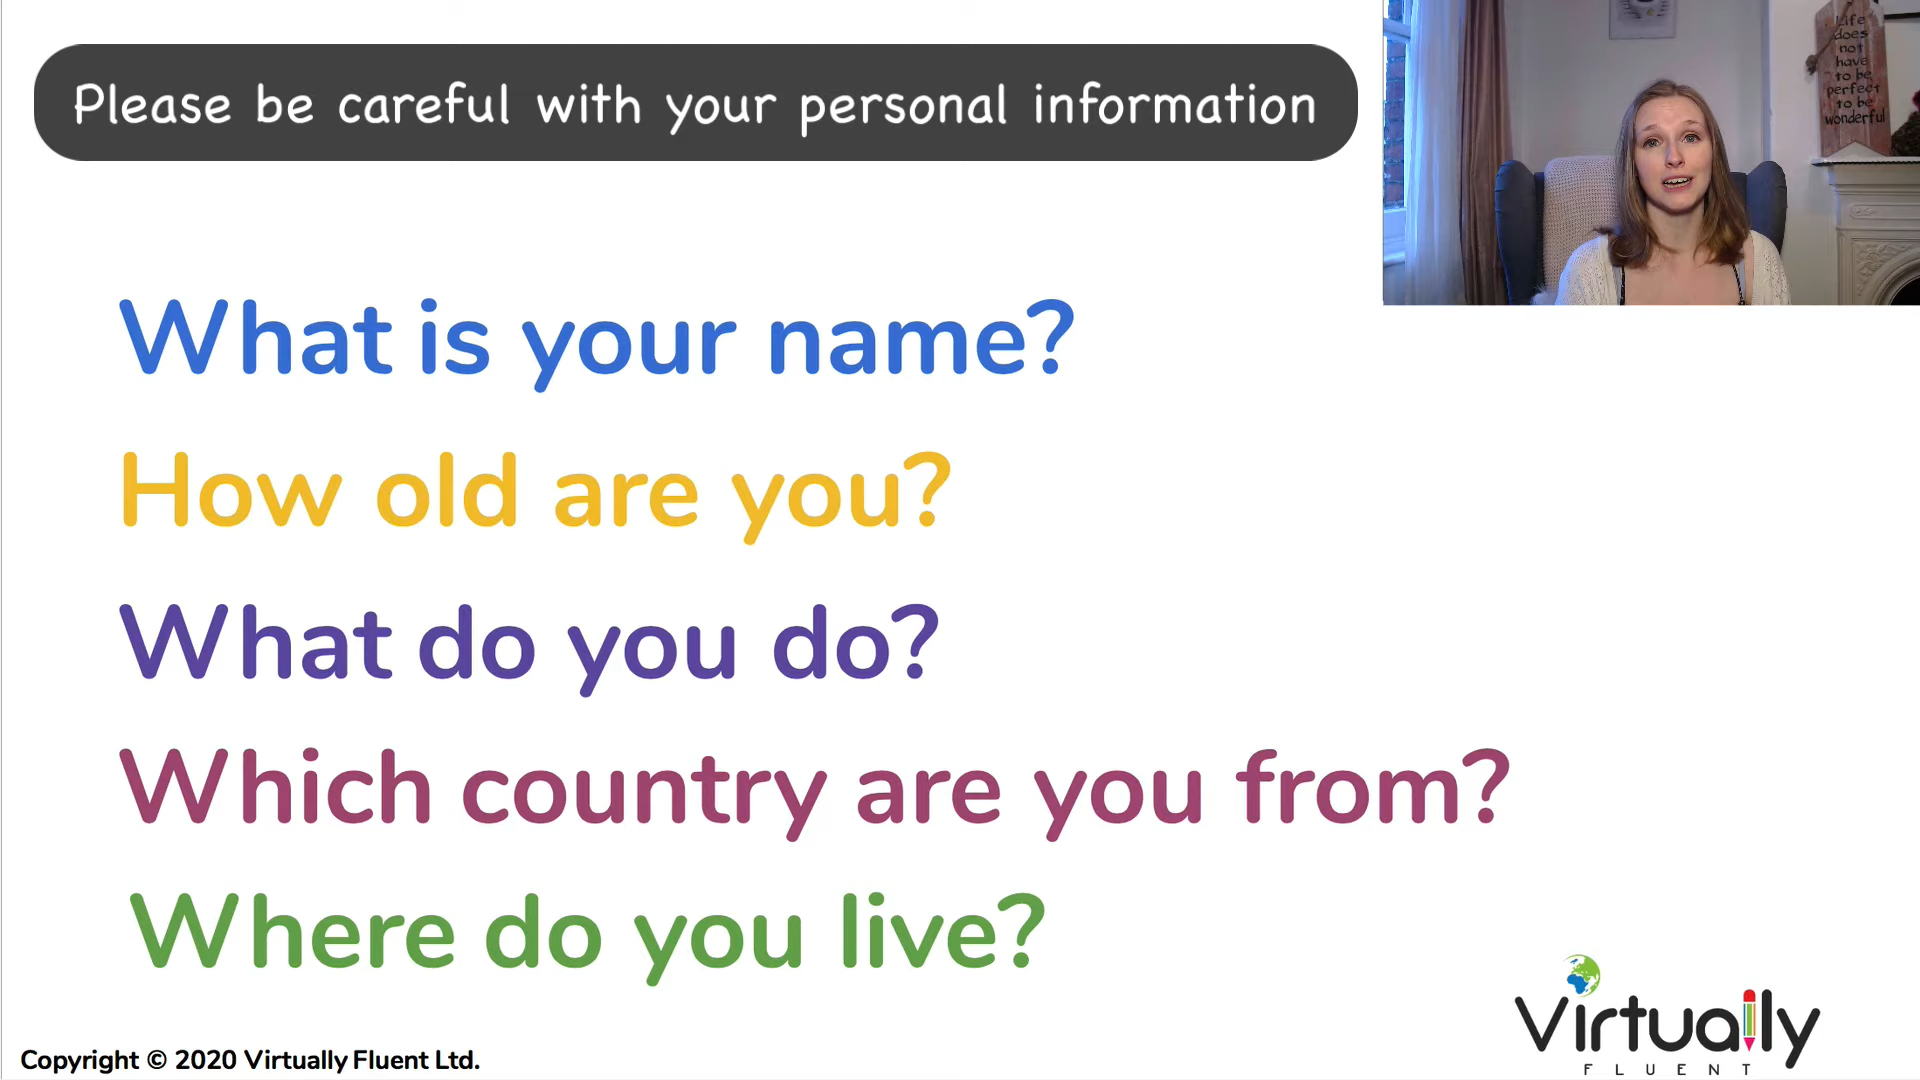 Please be careful with your personal information
Life
does
not
have
to be
perfect
to be
wonderful
What is your name?
How old are you?
What do you do?
Which country are you from?
Where do you live?
Virtually
FLUENT
Copyright © 2020 Virtually Fluent Ltd.